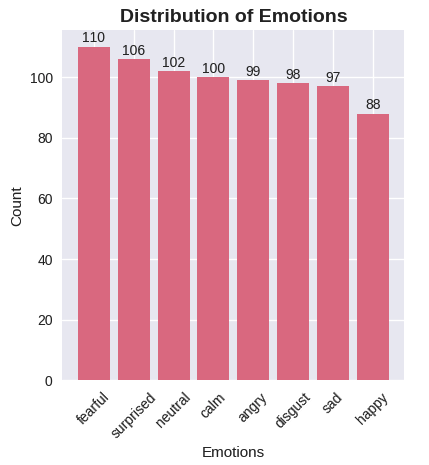 Distribution of Emotions
110
106
102
100
99
98
97
88
100
80
60
40
20
0
Count
fearful
surprised
neutral
calm
angry
disgust
sad
happy
Emotions